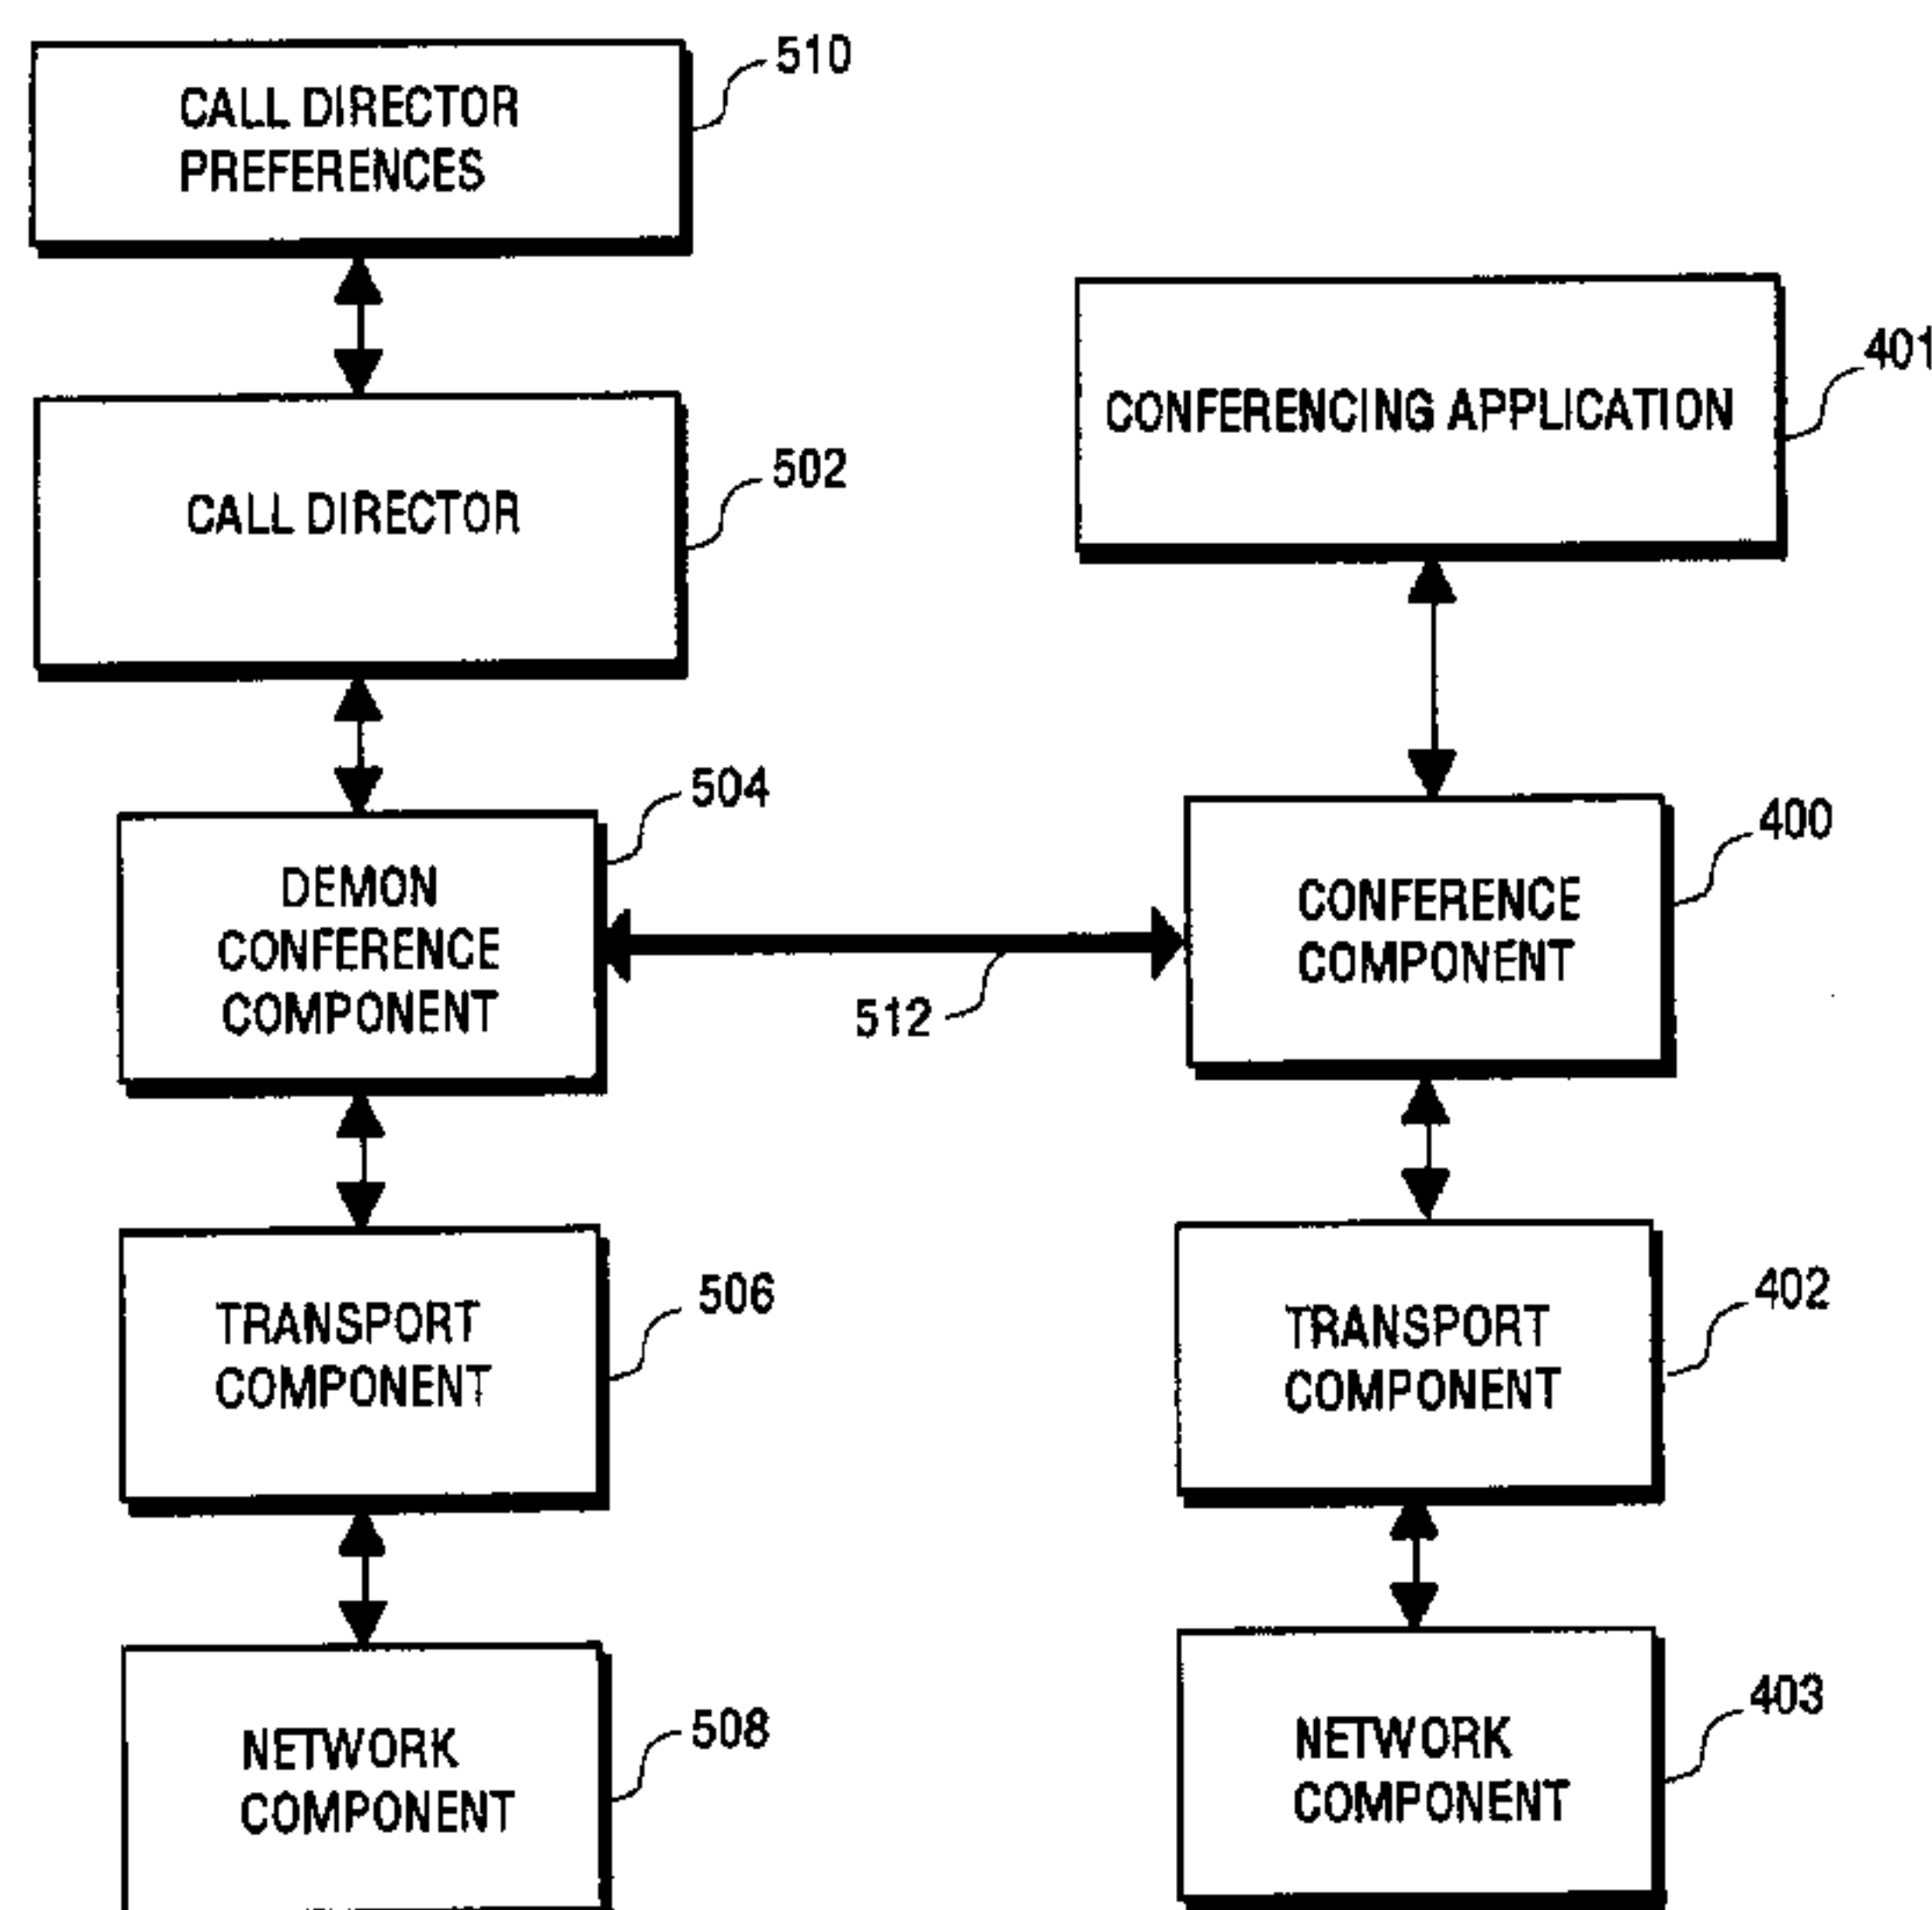 510
CALL DIRECTOR
PREFERENCES
401
CONFERENCING APPLICATION
502
CALL DIRECTOR
504
400
DEMON
CONFERENCE
COMPONENT
CONFERENCE
COMPONENT
512
506
402
TRANSPORT
COMPONENT
TRANSPORT
COMPONENT
508
403
NETWORK
COMPONENT
NETWORK
COMPONENT